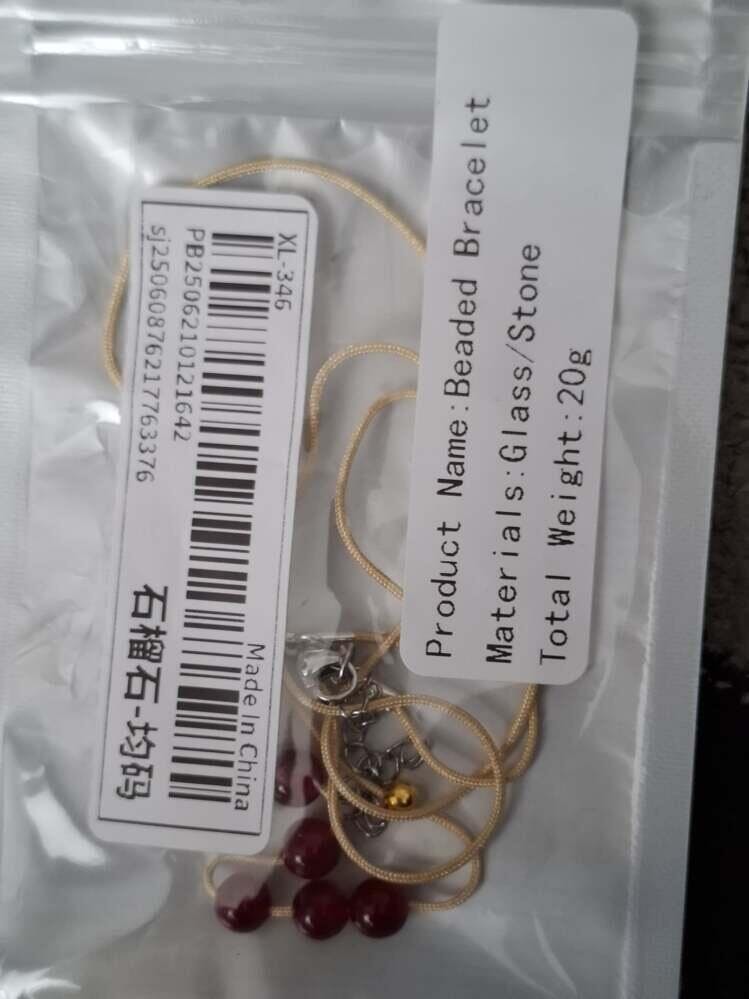 Product Name:Beaded Bracelet
Materials:Glass/Stone
Total Weight:20g
XL-346
PB2506210121642
sj25060876217763376
Made In China
石榴石-均码